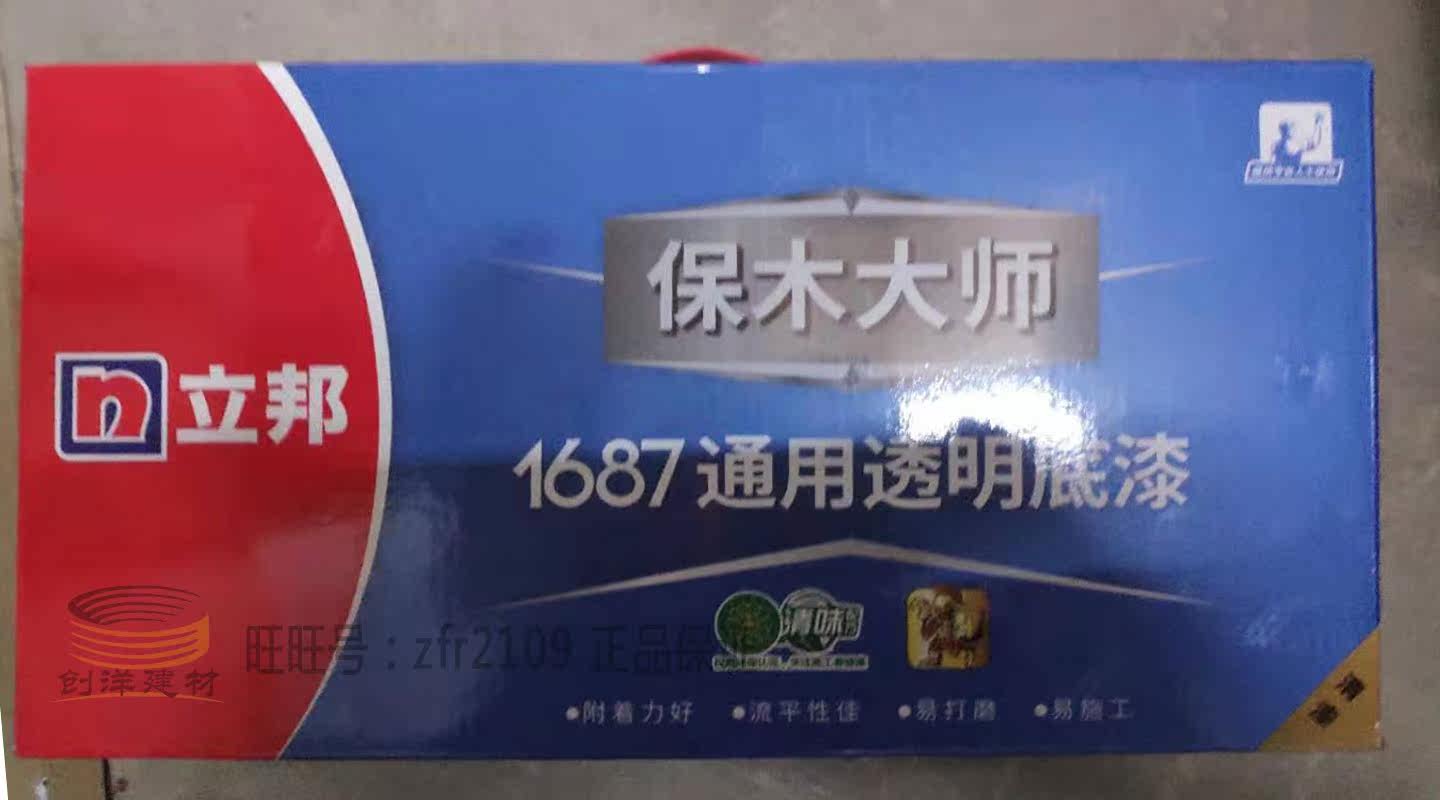 保木大师
立邦
1687通用透明底漆
清味
旺旺号：zfr2109 正品保
创洋建材
●附着力好 ●流平性佳 ●易打磨 ●易施工